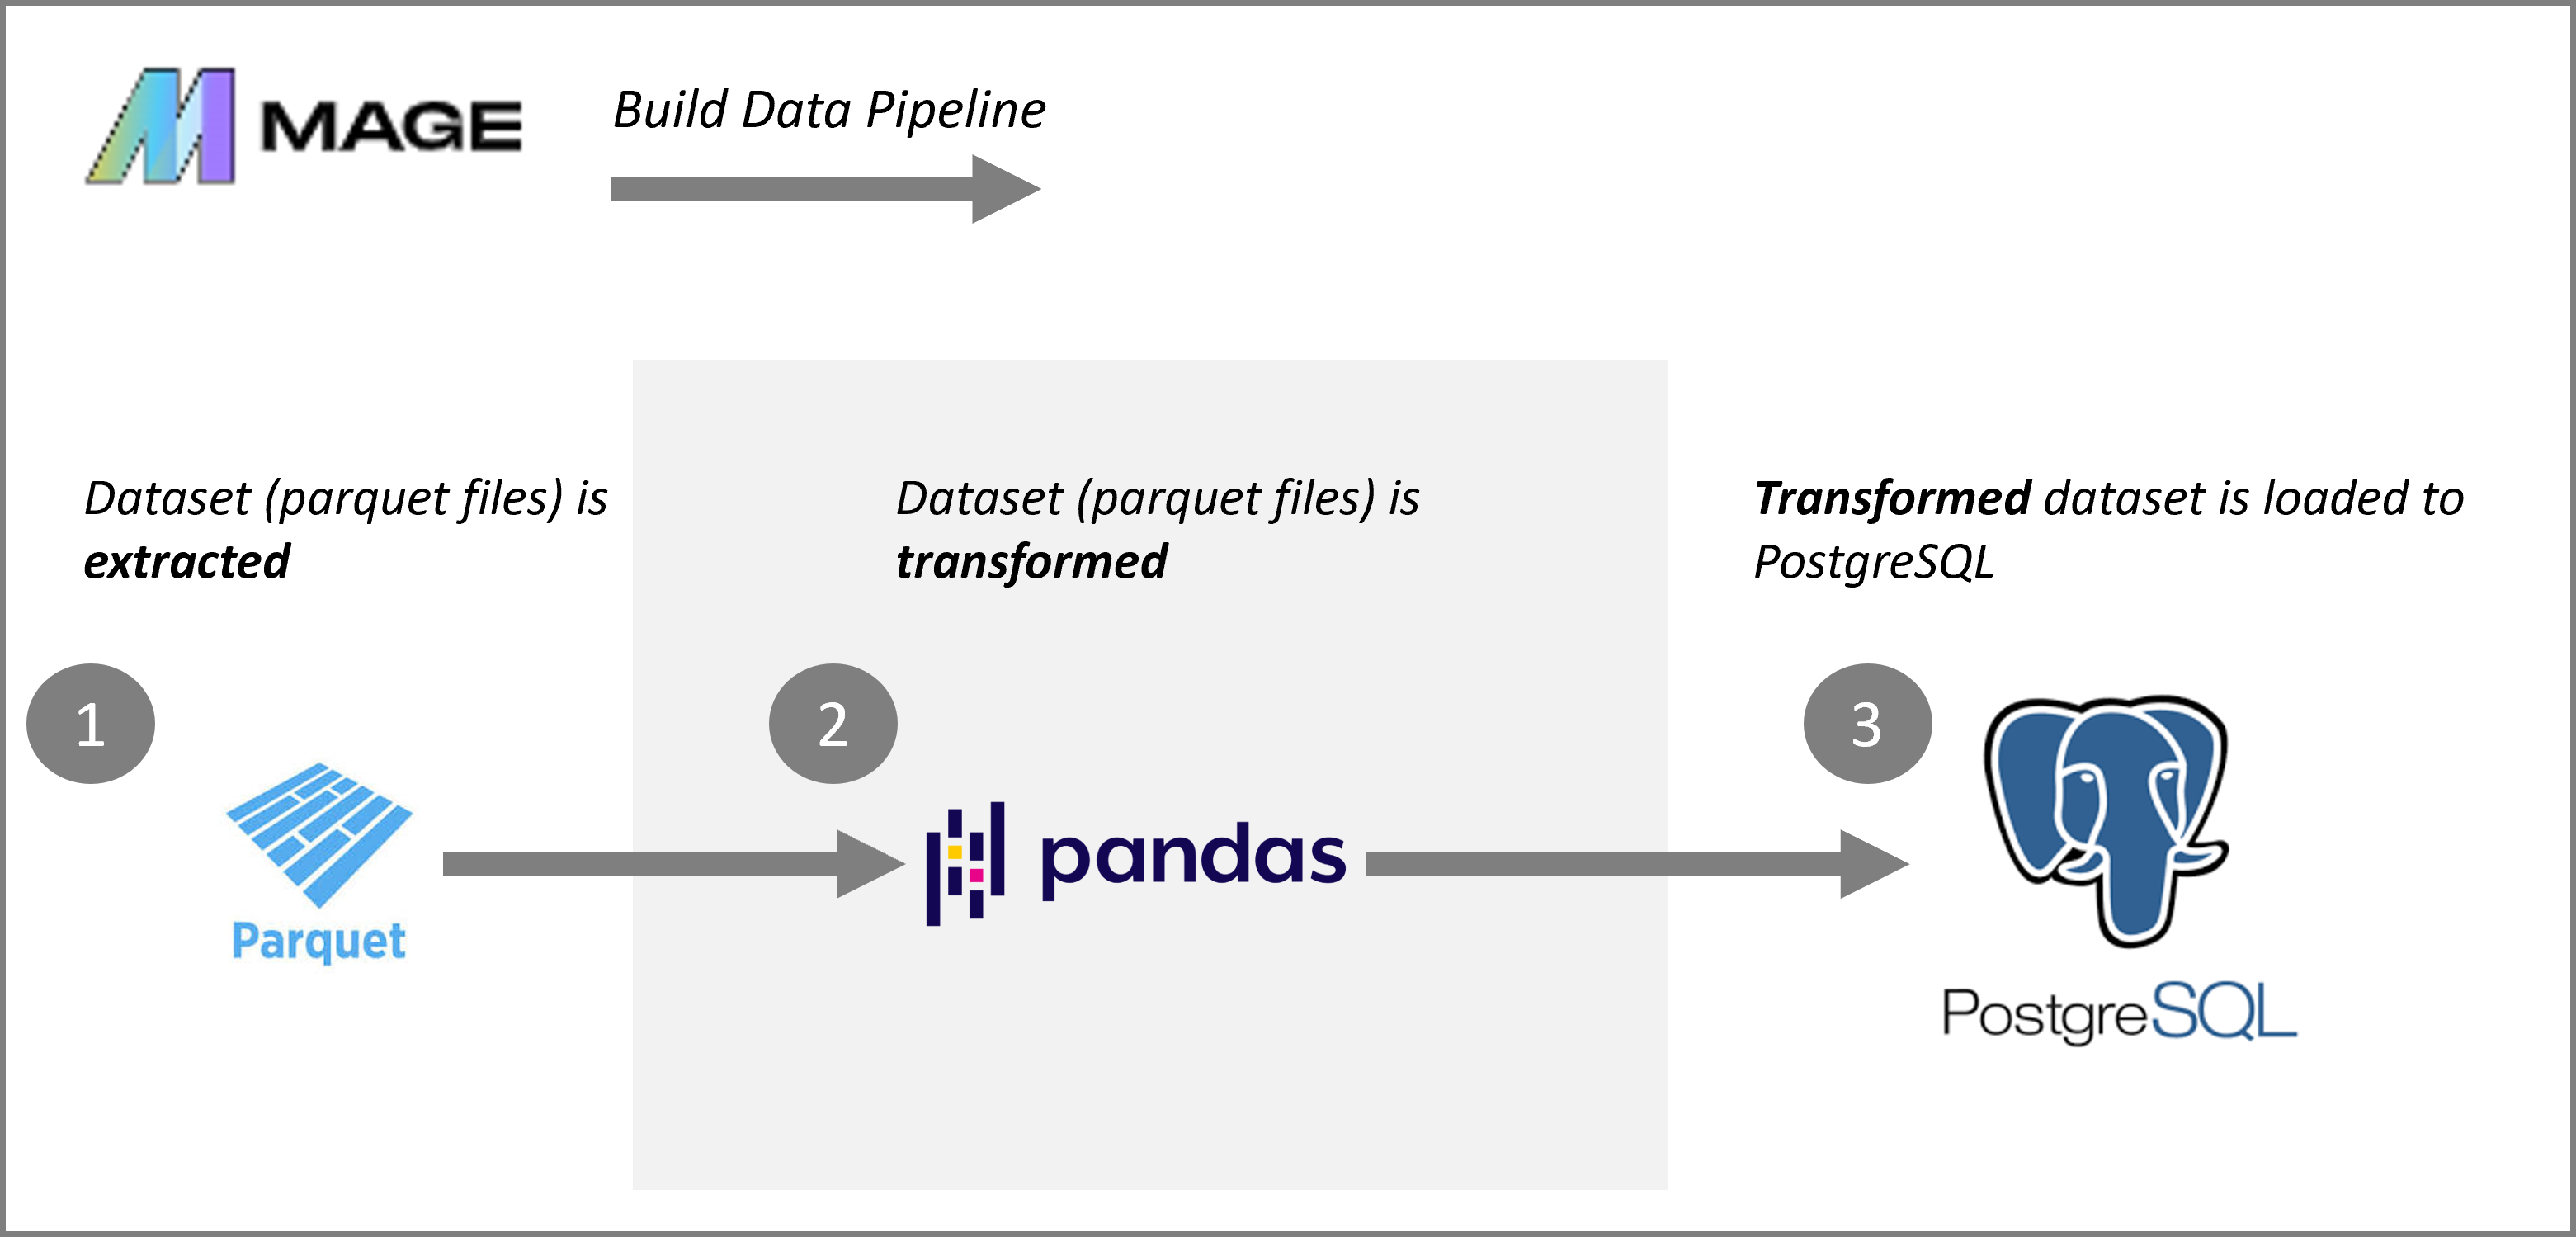 MAGE
Build Data Pipeline
Dataset (parquet files) is
extracted
Dataset (parquet files) is
transformed
Transformed dataset is loaded to
PostgreSQL
1
2
3
Parquet
pandas
PostgreSQL